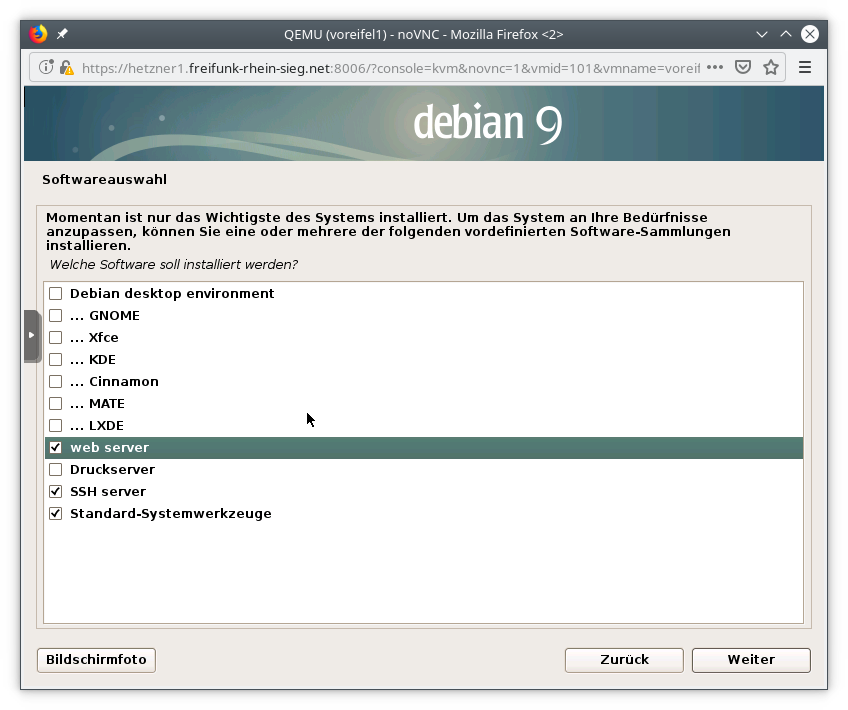 QEMU (voreifel1) - noVNC - Mozilla Firefox <2>
https://hetzner1.freifunk-rhein-sieg.net:8006/?console=kvm&novnc=1&vmid=101&vmname=voreif
debian 9
Softwareauswahl
Momentan ist nur das Wichtigste des Systems installiert. Um das System an Ihre Bedürfnisse
anzupassen, können Sie eine oder mehrere der folgenden vordefinierten Software-Sammlungen
installieren.
Welche Software soll installiert werden?
Debian desktop environment
... GNOME
... Xfce
... KDE
... Cinnamon
... MATE
... LXDE
web server
Druckserver
SSH server
Standard-Systemwerkzeuge
Bildschirmfoto
Zurück
Weiter